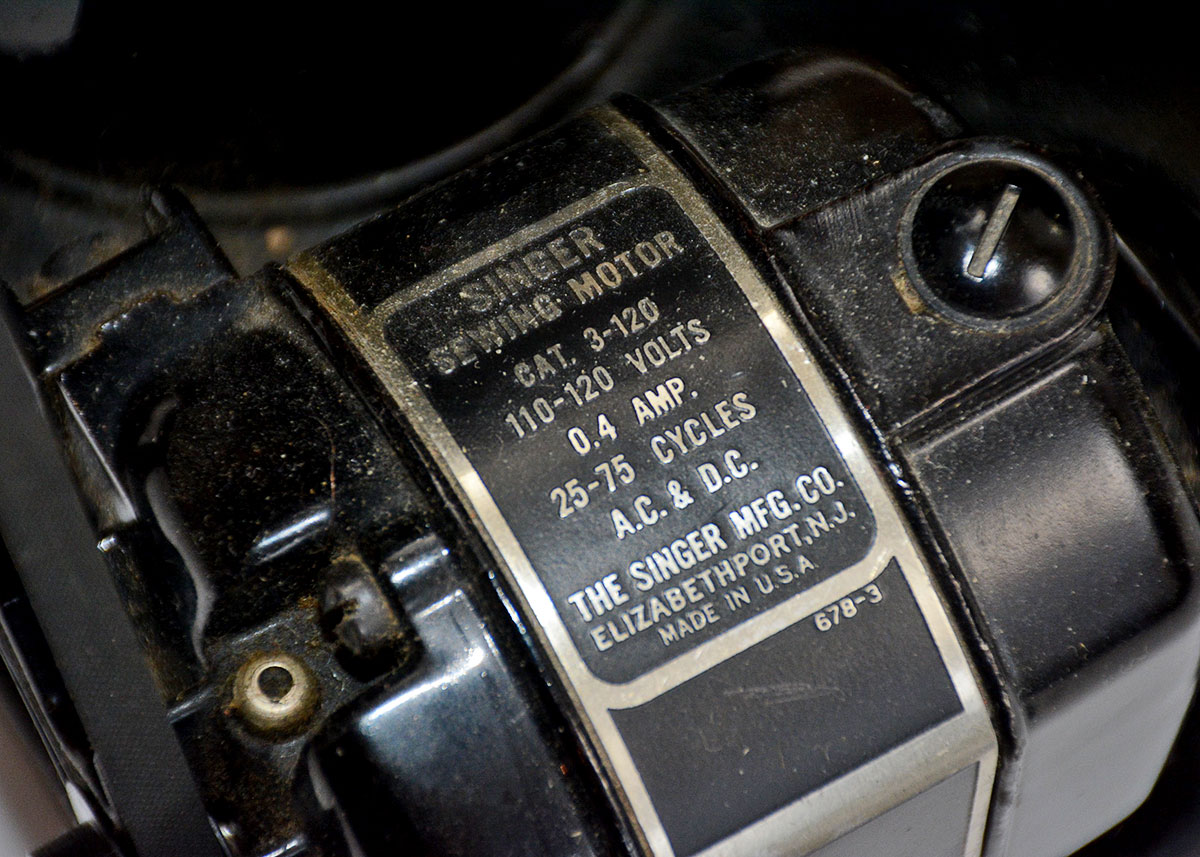 SINGER
SEWING MOTOR
CAT. 3-120
110-120 VOLTS
0.4 AMP.
25-75 CYCLES
A.C. & D.C.
THE SINGER MFG. CO.
ELIZABETHPORT, N.J.
MADE IN U.S.A
678-3